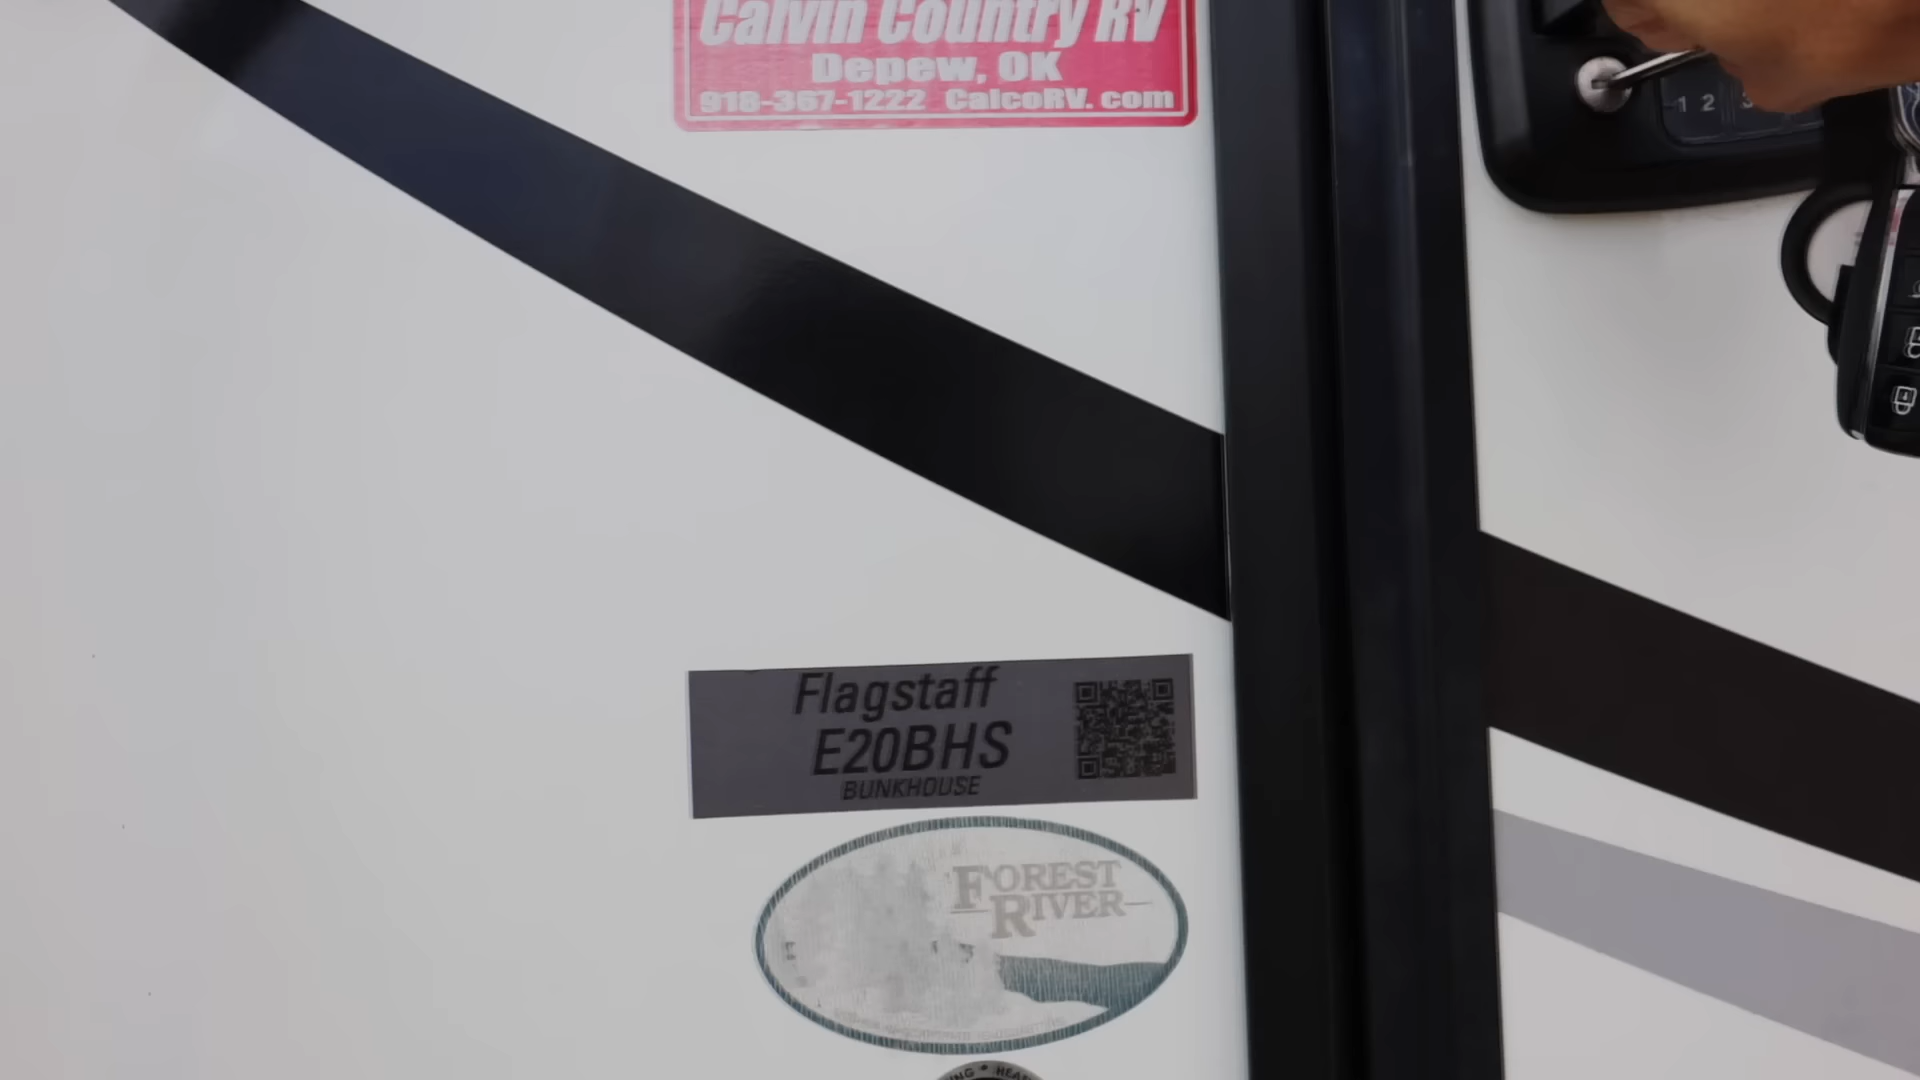 Calvin Country RV
Depew, OK
918-367-1222 CalcoRV.com
1 2
Flagstaff
E20BHS
BUNKHOUSE
FOREST
RIVER